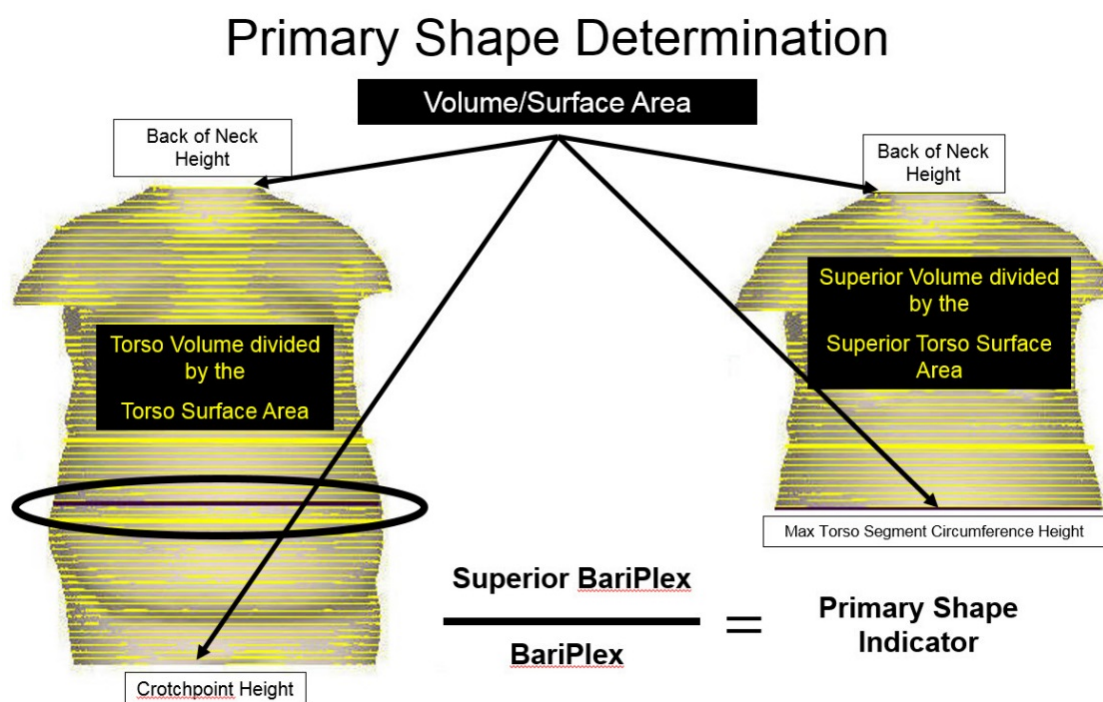 Primary Shape Determination
Volume/Surface Area
Back of Neck
Height
Back of Neck
Height
Torso Volume divided
by the
Torso Surface Area
Superior Volume divided
by the
Superior Torso Surface
Area
Max Torso Segment Circumference Height
Superior BariPlex
BariPlex
=
Primary Shape
Indicator
Crotchpoint Height